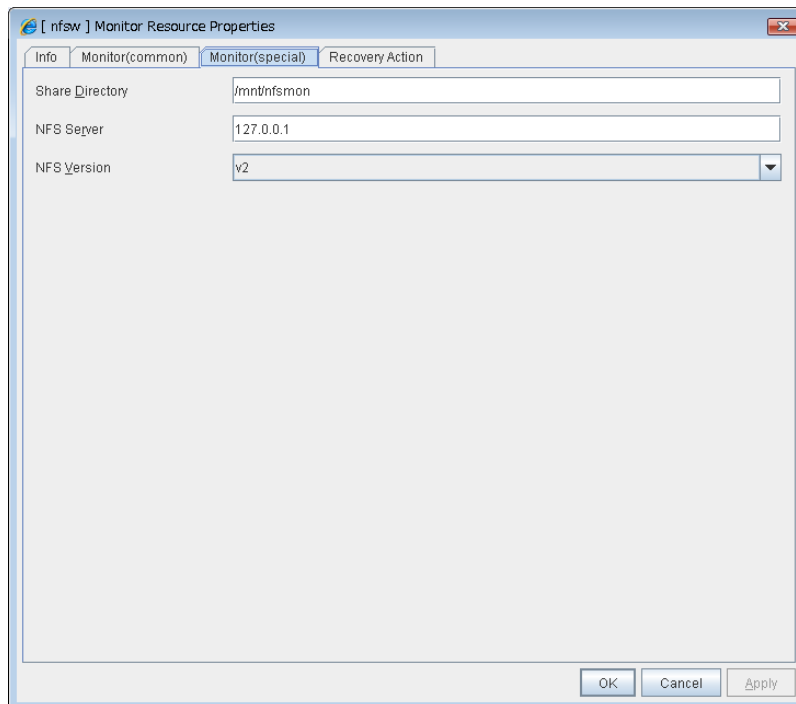 [ nfsw ] Monitor Resource Properties
Info Monitor(common) Monitor(special) Recovery Action
Share Directory /mnt/nfsmon
NFS Server 127.0.0.1
NFS Version v2
OK Cancel Apply